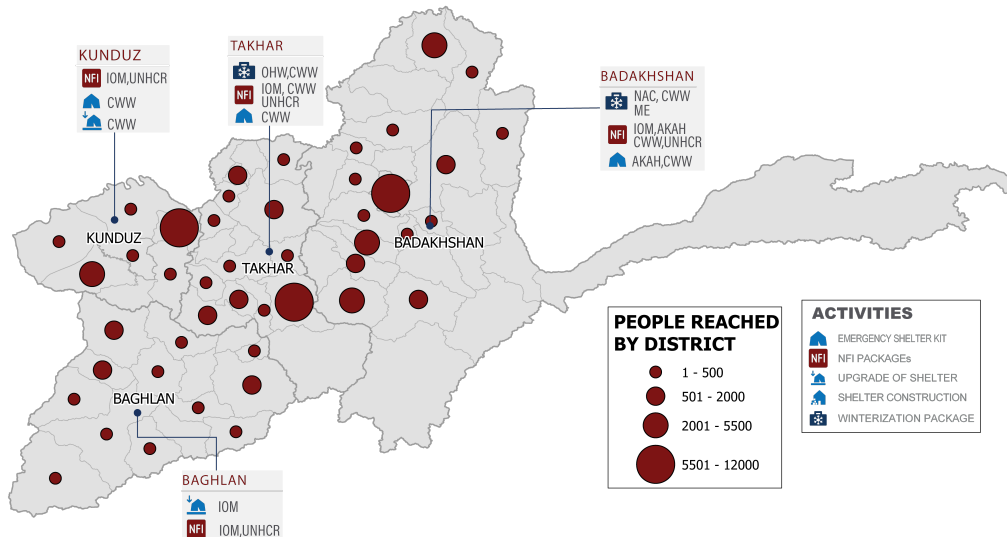 KUNDUZ
NFI IOM,UNHCR
CWW
CWW
TAKHAR
OHW,CWW
NFI IOM, CWW
UNHCR
CWW
BADAKHSHAN
NAC, CWW
ME
NFI IOM,AKAH
CWW,UNHCR
AKAH,CWW
KUNDUZ
TAKHAR
BADAKHSHAN
BAGHLAN
BAGHLAN
IOM
NFI IOM,UNHCR
PEOPLE REACHED
BY DISTRICT
1 - 500
501 - 2000
2001 - 5500
5501 - 12000
ACTIVITIES
EMERGENCY SHELTER KIT
NFI NFI PACKAGEs
UPGRADE OF SHELTER
SHELTER CONSTRUCTION
WINTERIZATION PACKAGE